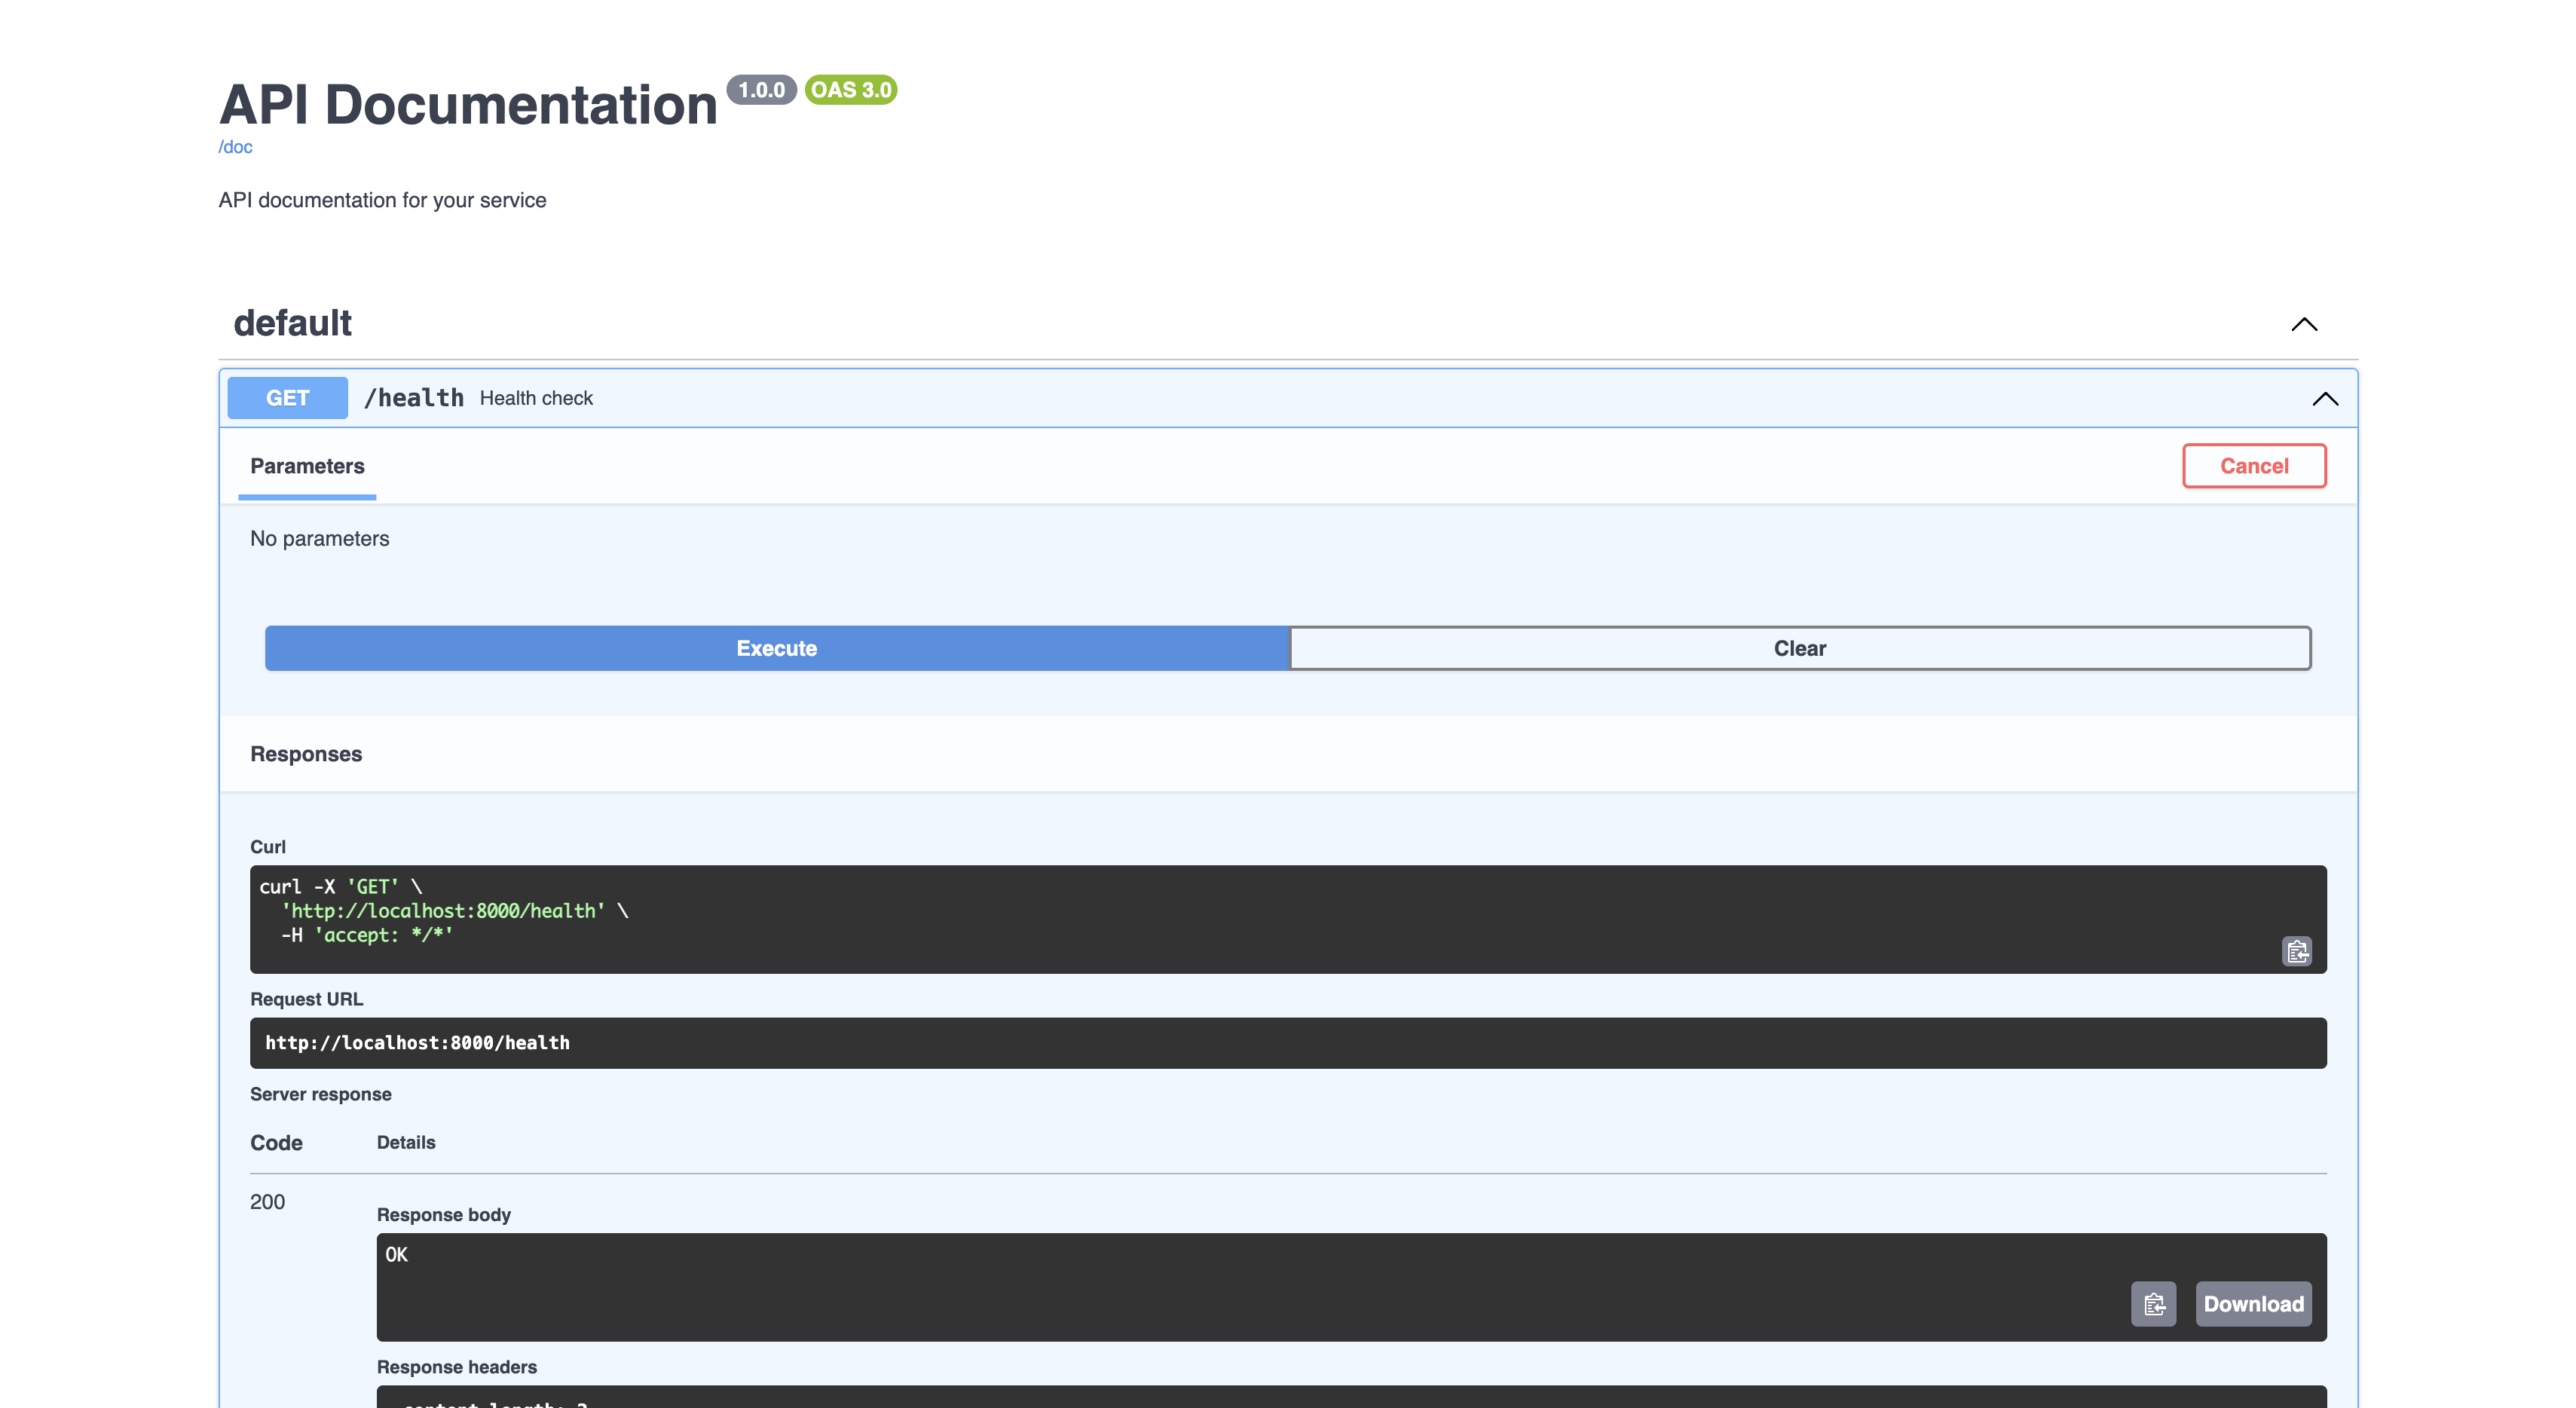 API Documentation 1.0.0 OAS 3.0
/doc
API documentation for your service
default
GET /health Health check
Parameters Cancel
No parameters
Execute Clear
Responses
Curl
curl -X 'GET' \
  'http://localhost:8000/health' \
  -H 'accept: */*'
Request URL
http://localhost:8000/health
Server response
Code Details
200
Response body
OK
Download
Response headers